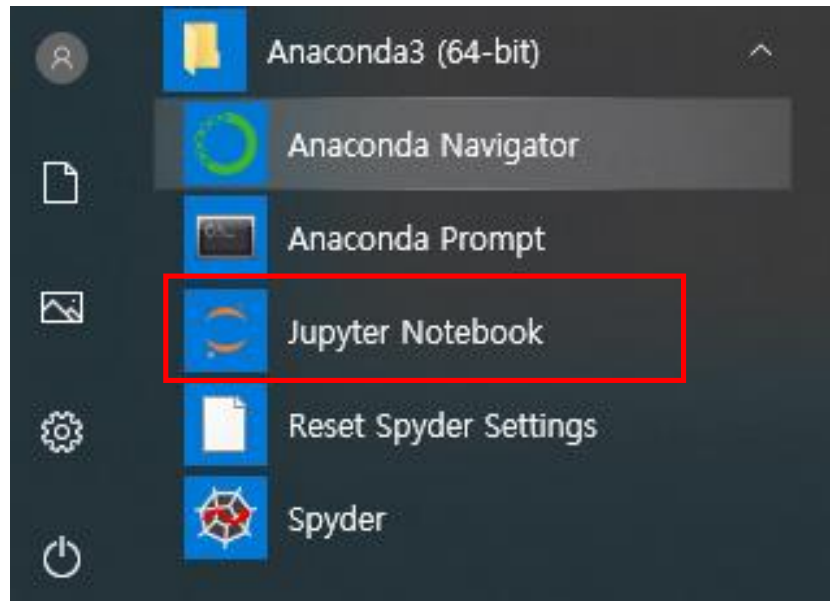 Anaconda3 (64-bit)
Anaconda Navigator
Anaconda Prompt
Jupyter Notebook
Reset Spyder Settings
Spyder